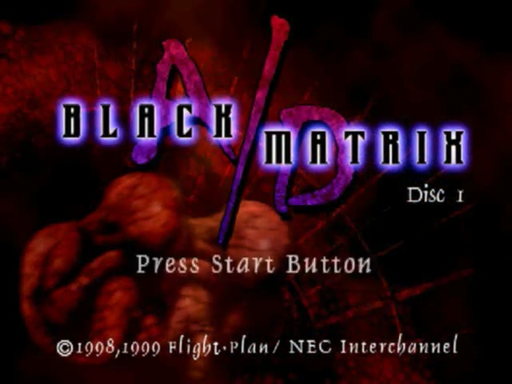 A/D
BLACK
MATRIX
Disc 1
Press Start Button
©1998,1999 Flight·Plan/ NEC Interchannel